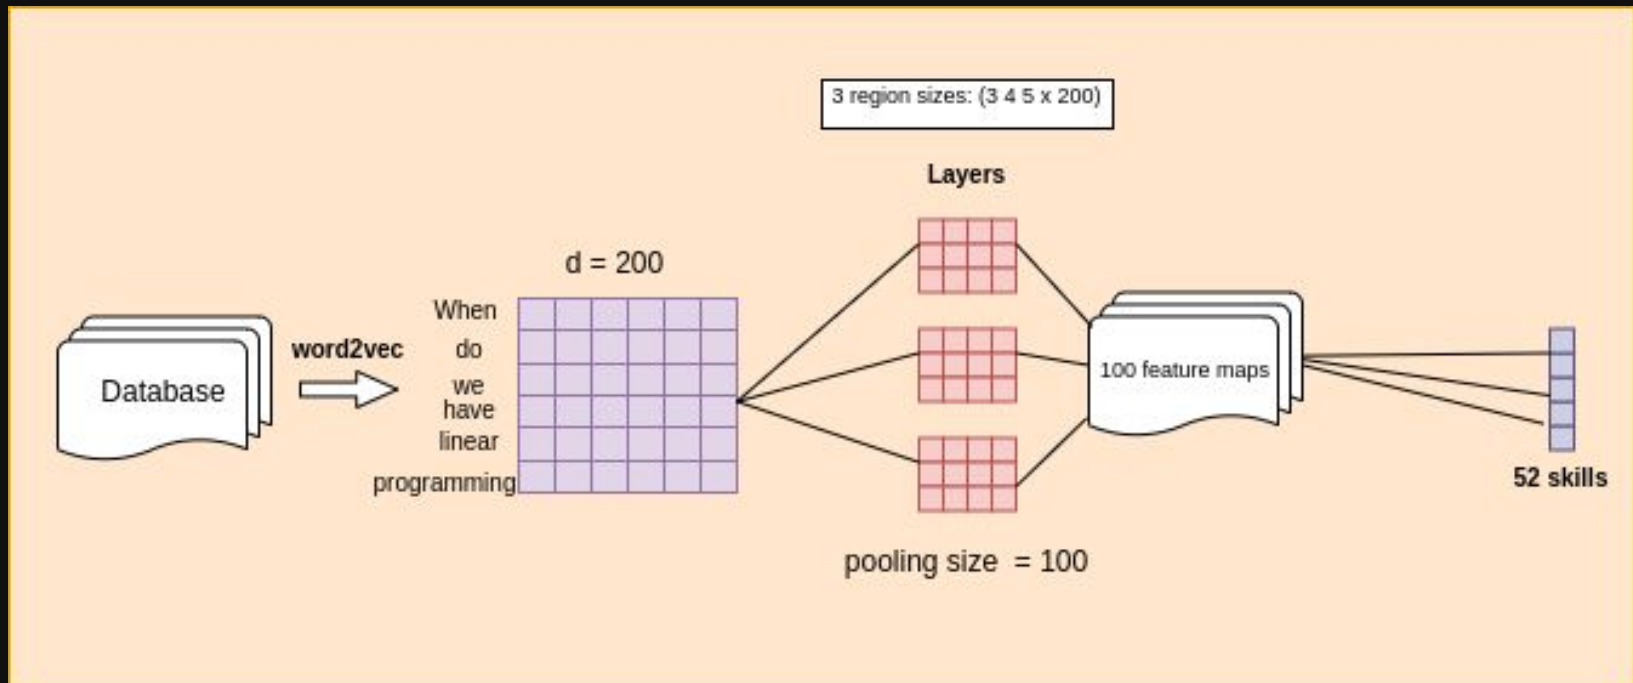 3 region sizes: (3 4 5 x 200)
Layers
d = 200
When
do
we
have
linear
programming
word2vec
Database
100 feature maps
52 skills
pooling size = 100